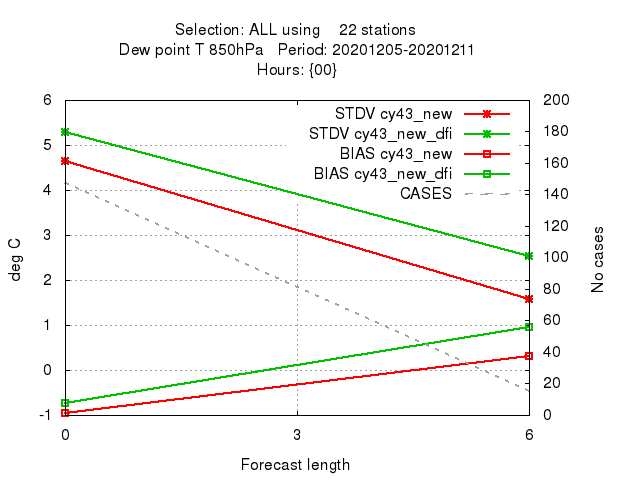 Selection: ALL using    22 stations
Dew point T 850hPa   Period: 20201205-20201211
Hours: {00}
STDV cy43_new
STDV cy43_new_dfi
BIAS cy43_new
BIAS cy43_new_dfi
CASES
6
5
4
3
2
1
0
-1
deg C
200
180
160
140
120
100
80
60
40
20
0
No cases
0
3
6
Forecast length